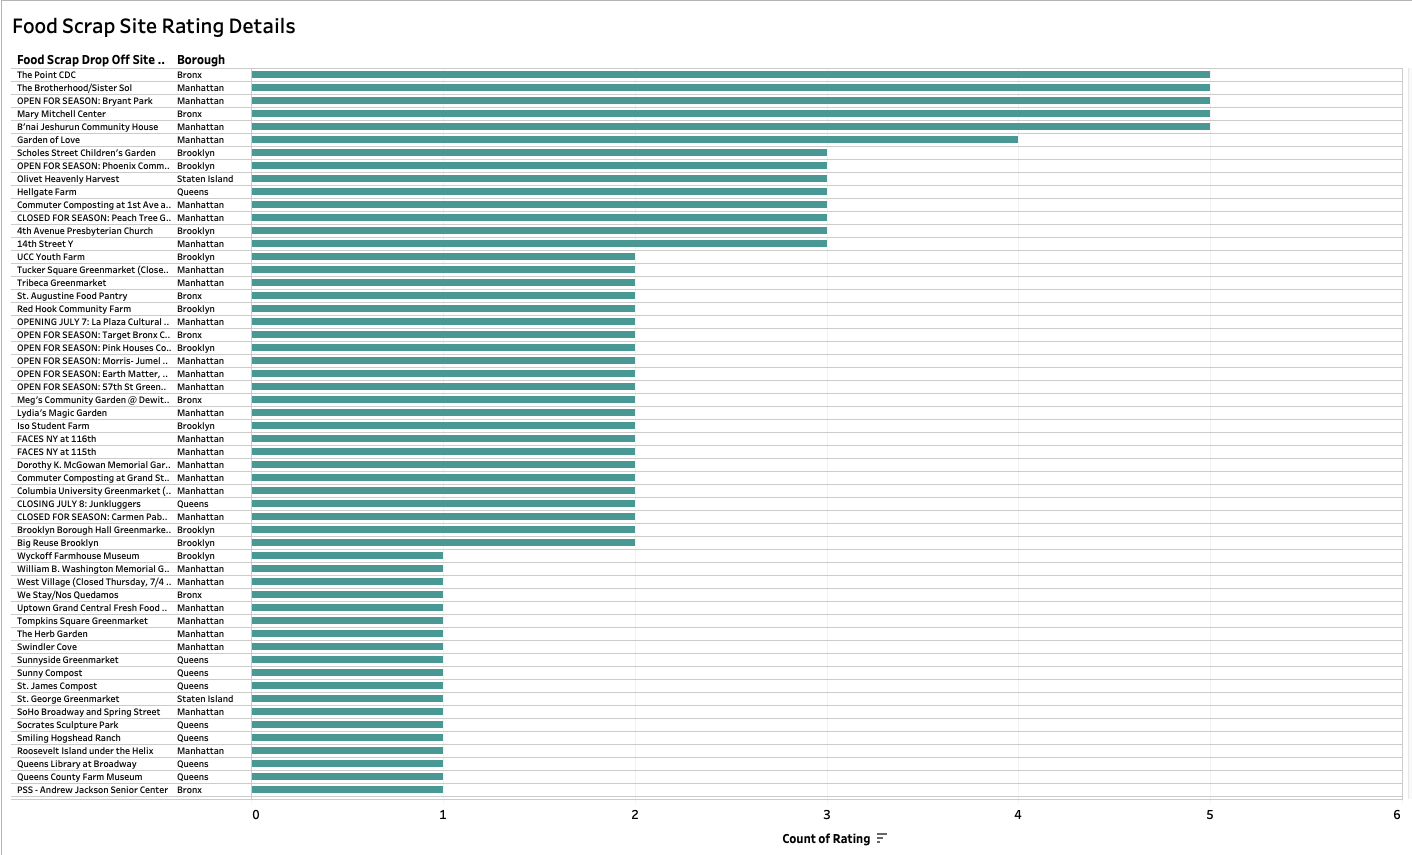 Food Scrap Site Rating Details
Food Scrap Drop Off Site .. Borough
The Point CDC Bronx
The Brotherhood/Sister Sol Manhattan
OPEN FOR SEASON: Bryant Park Manhattan
Mary Mitchell Center Bronx
B'nai Jeshurun Community House Manhattan
Garden of Love Manhattan
Scholes Street Children's Garden Brooklyn
OPEN FOR SEASON: Phoenix Comm.. Brooklyn
Olivet Heavenly Harvest Staten Island
Hellgate Farm Queens
Commuter Composting at 1st Ave a.. Manhattan
CLOSED FOR SEASON: Peach Tree G.. Manhattan
4th Avenue Presbyterian Church Brooklyn
14th Street Y Manhattan
UCC Youth Farm Brooklyn
Tucker Square Greenmarket (Close.. Manhattan
Tribeca Greenmarket Manhattan
St. Augustine Food Pantry Bronx
Red Hook Community Farm Brooklyn
OPENING JULY 7: La Plaza Cultural .. Manhattan
OPEN FOR SEASON: Target Bronx C.. Bronx
OPEN FOR SEASON: Pink Houses Co.. Brooklyn
OPEN FOR SEASON: Morris- Jumel .. Manhattan
OPEN FOR SEASON: Earth Matter, .. Manhattan
OPEN FOR SEASON: 57th St Green.. Manhattan
Meg's Community Garden @ Dewit.. Bronx
Lydia's Magic Garden Manhattan
Iso Student Farm Brooklyn
FACES NY at 116th Manhattan
FACES NY at 115th Manhattan
Dorothy K. McGowan Memorial Gar.. Manhattan
Commuter Composting at Grand St.. Manhattan
Columbia University Greenmarket (.. Manhattan
CLOSING JULY 8: Junkluggers Queens
CLOSED FOR SEASON: Carmen Pab.. Manhattan
Brooklyn Borough Hall Greenmarke.. Brooklyn
Big Reuse Brooklyn Brooklyn
Wyckoff Farmhouse Museum Brooklyn
William B. Washington Memorial G.. Manhattan
West Village (Closed Thursday, 7/4 .. Manhattan
We Stay/Nos Quedamos Bronx
Uptown Grand Central Fresh Food .. Manhattan
Tompkins Square Greenmarket Manhattan
The Herb Garden Manhattan
Swindler Cove Manhattan
Sunnyside Greenmarket Queens
Sunny Compost Queens
St. James Compost Queens
St. George Greenmarket Staten Island
SoHo Broadway and Spring Street Manhattan
Socrates Sculpture Park Queens
Smiling Hogshead Ranch Queens
Roosevelt Island under the Helix Manhattan
Queens Library at Broadway Queens
Queens County Farm Museum Queens
PSS - Andrew Jackson Senior Center Bronx
0 1 2 3 4 5 6
Count of Rating